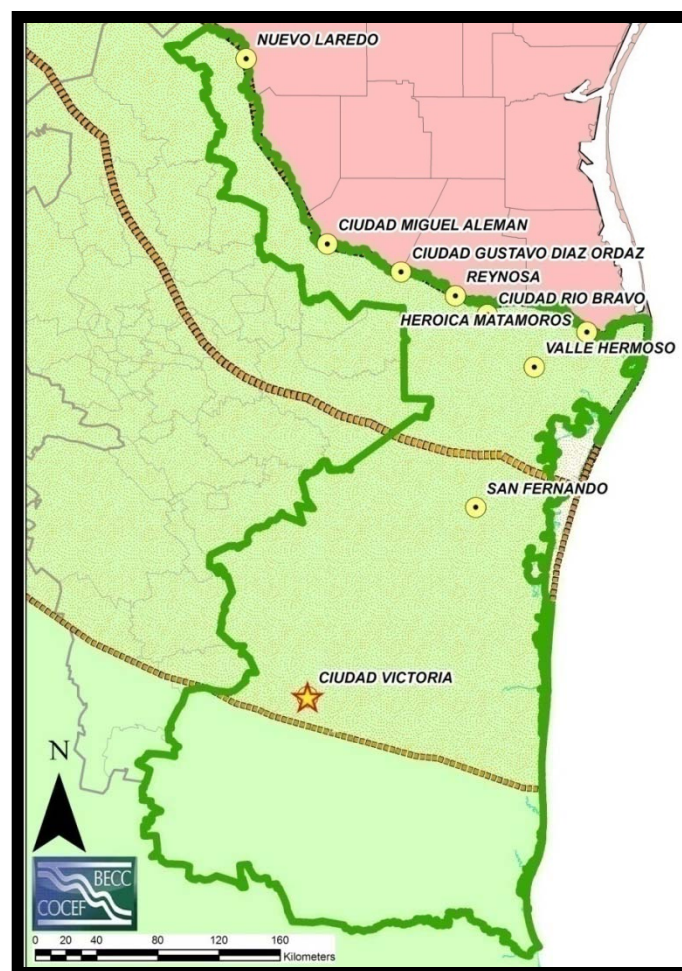 NUEVO LAREDO
CIUDAD MIGUEL ALEMAN
CIUDAD GUSTAVO DIAZ ORDAZ
REYNOSA
CIUDAD RIO BRAVO
HEROICA MATAMOROS
VALLE HERMOSO
SAN FERNANDO
CIUDAD VICTORIA
N
BECC
COCEF
0 20 40 80 120 160
Kilometers